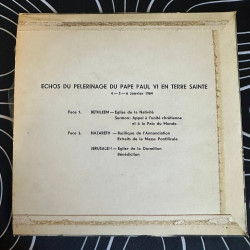 ECHOS DU PELERINAGE DU PAPE PAUL VI EN TERRE SAINTE
4 — 5 — 6 Janvier 1964
Face 1. BETHLEEM — Eglise de la Nativité
Sermon: Appel à l'unité chrétienne
et à la Paix du Monde
Face 2. NAZARETH — Basilique de l'Annonciation
Extraits de la Messe Pontificale
JERUSALEM — Eglise de la Dormition
Bénédiction